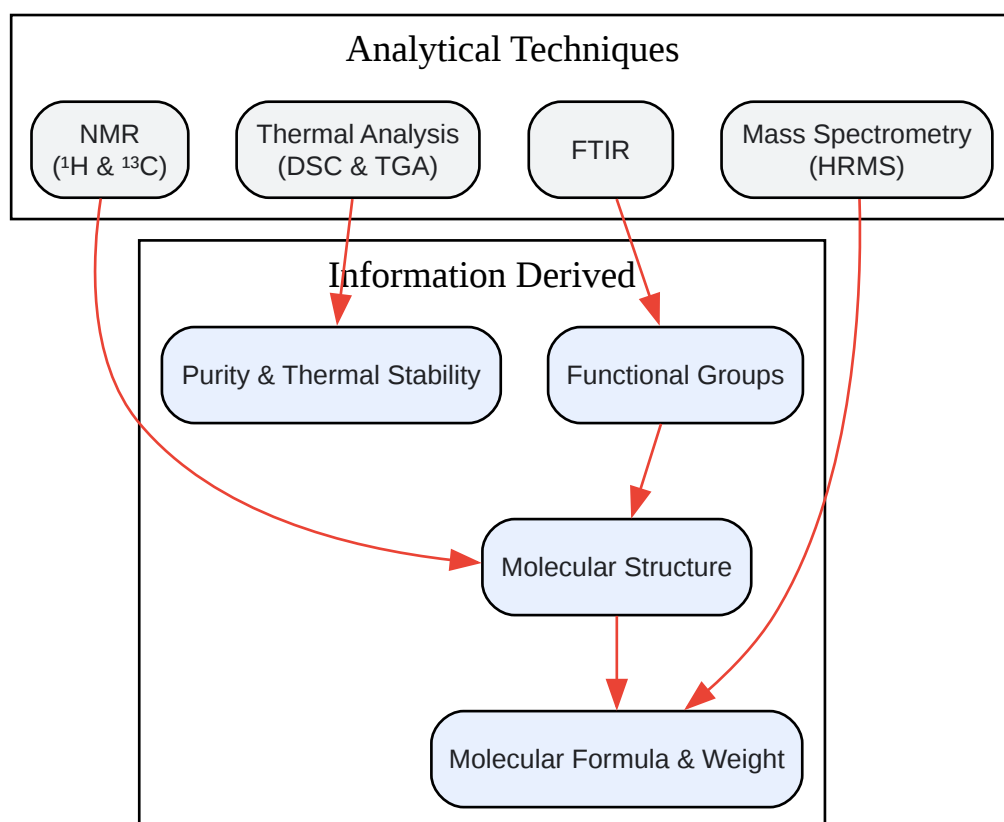 Analytical Techniques
NMR
(¹H & ¹³C)
Thermal Analysis
(DSC & TGA)
FTIR
Mass Spectrometry
(HRMS)
Information Derived
Purity & Thermal Stability
Functional Groups
Molecular Structure
Molecular Formula & Weight